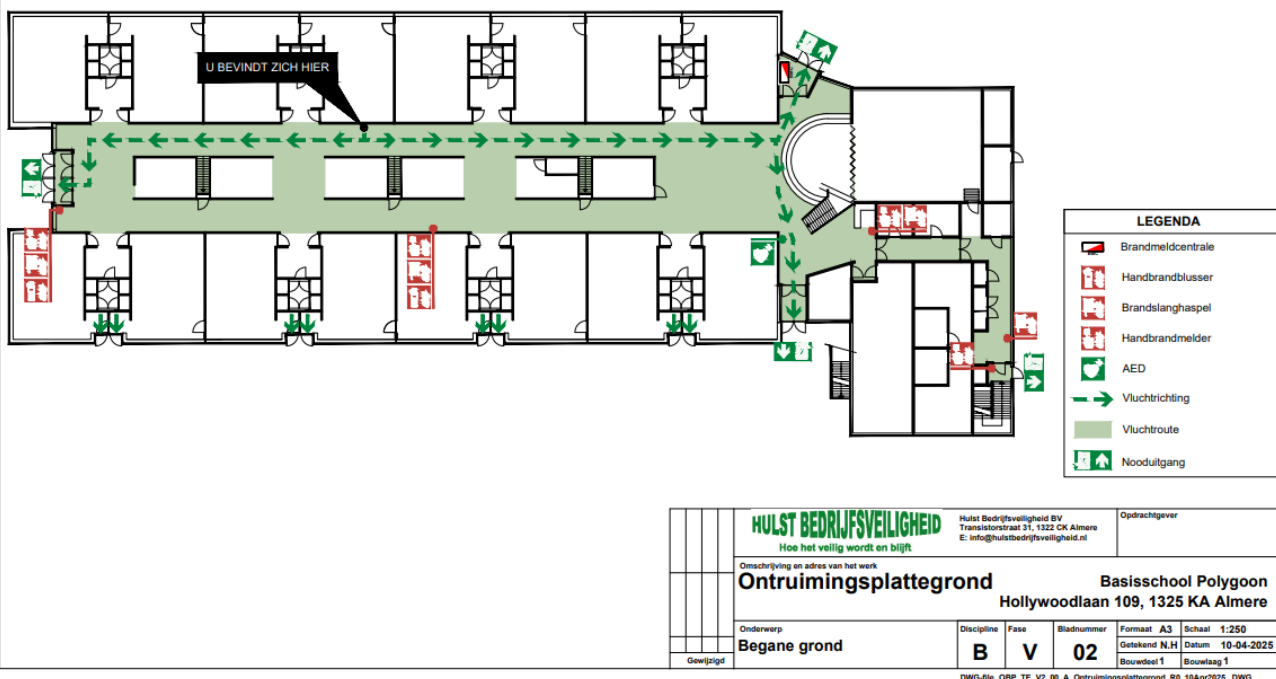 U BEVINDT ZICH HIER
LEGENDA
Brandmeldcentrale
Handbrandblusser
Brandslanghaspel
Handbrandmelder
AED
Vluchtrichting
Vluchtroute
Nooduitgang
HULST BEDRIJFSVEILIGHEID
Hoe het veilig wordt en blijft
Hulst Bedrijfsveiligheid BV
Transistorstraat 31, 1322 CK Almere
E: info@hulstbedrijfsveiligheid.nl
Opdrachtgever
Omschrijving en adres van het werk
Ontruimingsplattegrond
Basisschool Polygoon
Hollywoodlaan 109, 1325 KA Almere
Onderwerp
Begane grond
Discipline
B
Fase
V
Bladnummer
02
Formaat A3
Schaal 1:250
Getekend N.H
Datum 10-04-2025
Bouwdeel 1
Bouwlaag 1
Gewijzigd
DWG-file OBP_TE_V2_00_A_Ontruimingsplattegrond_R0_10Apr2025_DWG